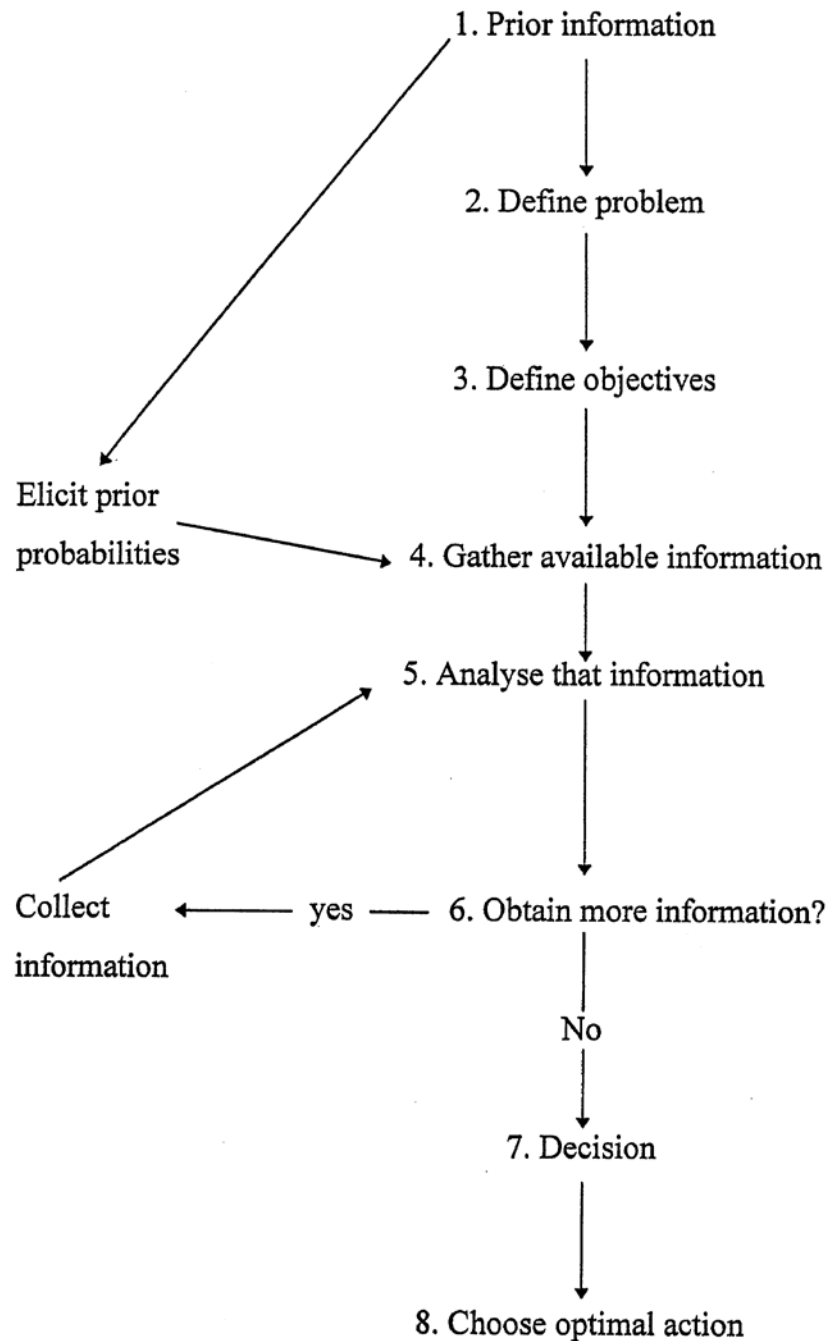 1. Prior information
2. Define problem
3. Define objectives
Elicit prior
probabilities
4. Gather available information
5. Analyse that information
Collect
information
yes
6. Obtain more information?
No
7. Decision
8. Choose optimal action